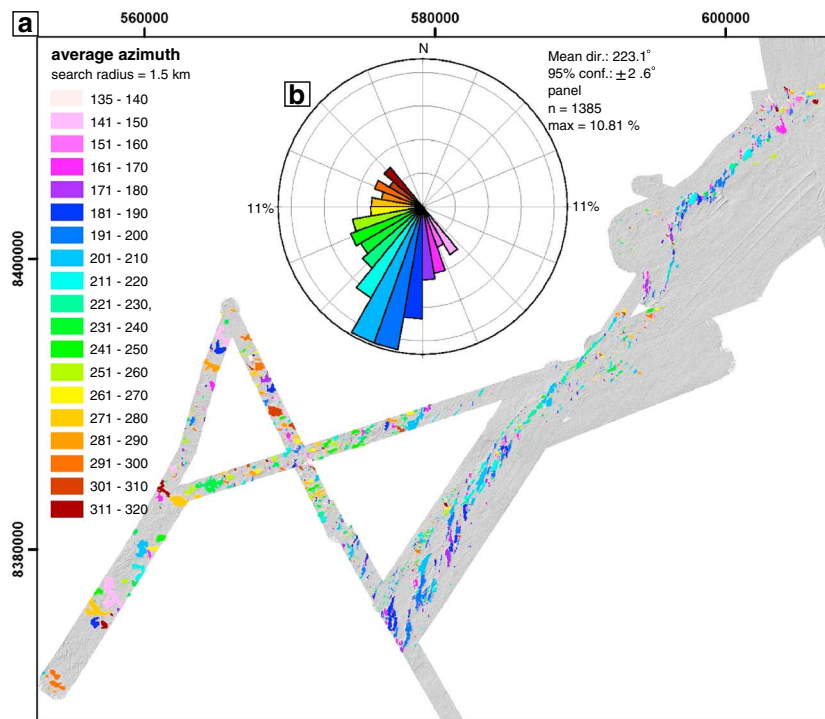 560000
580000
600000
a
average azimuth
search radius = 1.5 km
135 - 140
141 - 150
151 - 160
161 - 170
171 - 180
181 - 190
191 - 200
201 - 210
211 - 220
221 - 230,
231 - 240
241 - 250
251 - 260
261 - 270
271 - 280
281 - 290
291 - 300
301 - 310
311 - 320
b
N
11%
11%
Mean dir.: 223.1°
95% conf.: ±2 .6°
panel
n = 1385
max = 10.81 %
8400000
8380000